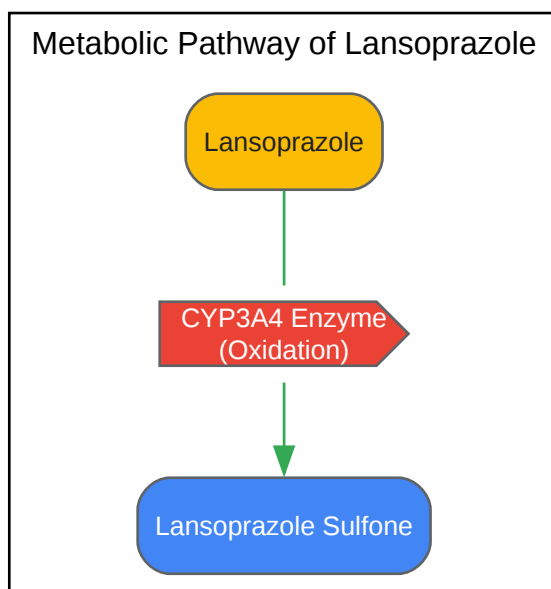 Metabolic Pathway of Lansoprazole
Lansoprazole
CYP3A4 Enzyme
(Oxidation)
Lansoprazole Sulfone